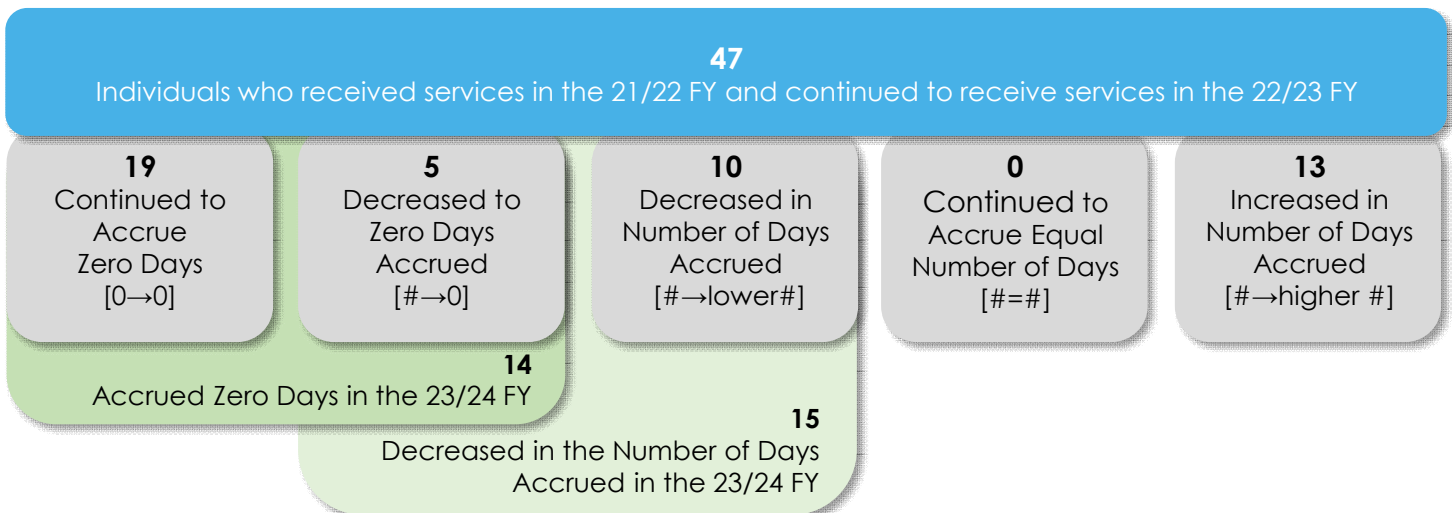 47
Individuals who received services in the 21/22 FY and continued to receive services in the 22/23 FY
19
Continued to
Accrue
Zero Days
[0→0]
5
Decreased to
Zero Days
Accrued
[#→0]
10
Decreased in
Number of Days
Accrued
[#→lower#]
0
Continued to
Accrue Equal
Number of Days
[#=#]
13
Increased in
Number of Days
Accrued
[#→higher #]
14
Accrued Zero Days in the 23/24 FY
15
Decreased in the Number of Days
Accrued in the 23/24 FY